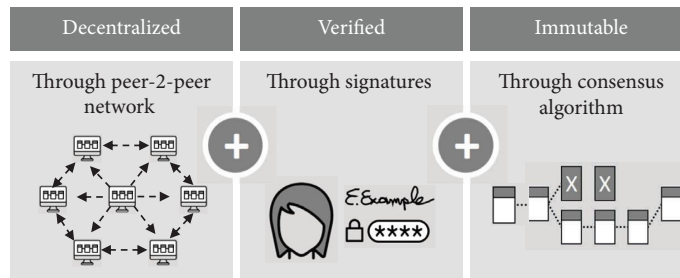 Decentralized
Verified
Immutable
Through peer-2-peer
network
Through signatures
Through consensus
algorithm
+
+
E.Example
****
X X